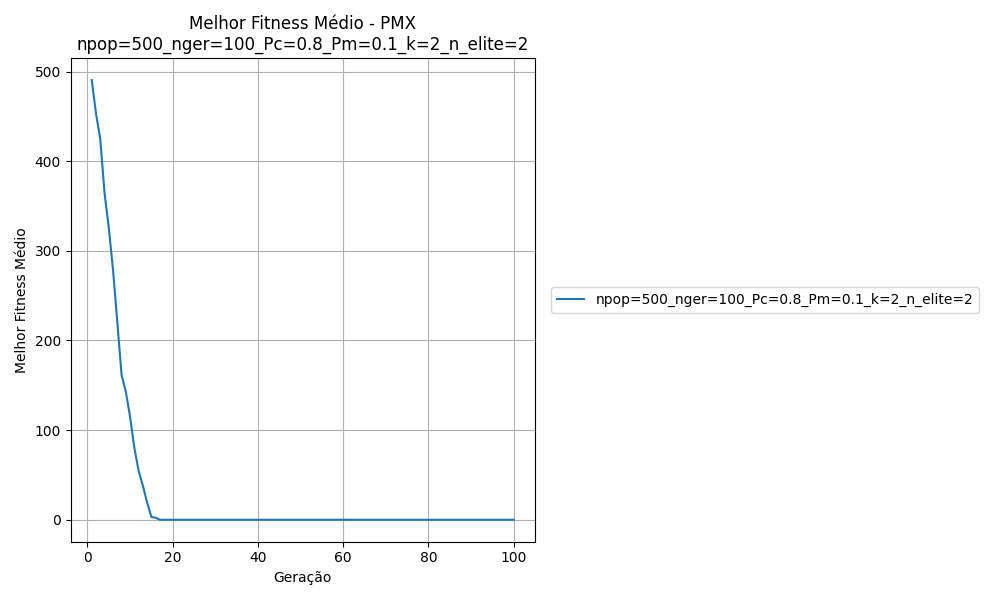 Melhor Fitness Médio - PMX
npop=500_nger=100_Pc=0.8_Pm=0.1_k=2_n_elite=2
500
400
300
200
100
0
Melhor Fitness Médio
0 20 40 60 80 100
Geração
npop=500_nger=100_Pc=0.8_Pm=0.1_k=2_n_elite=2